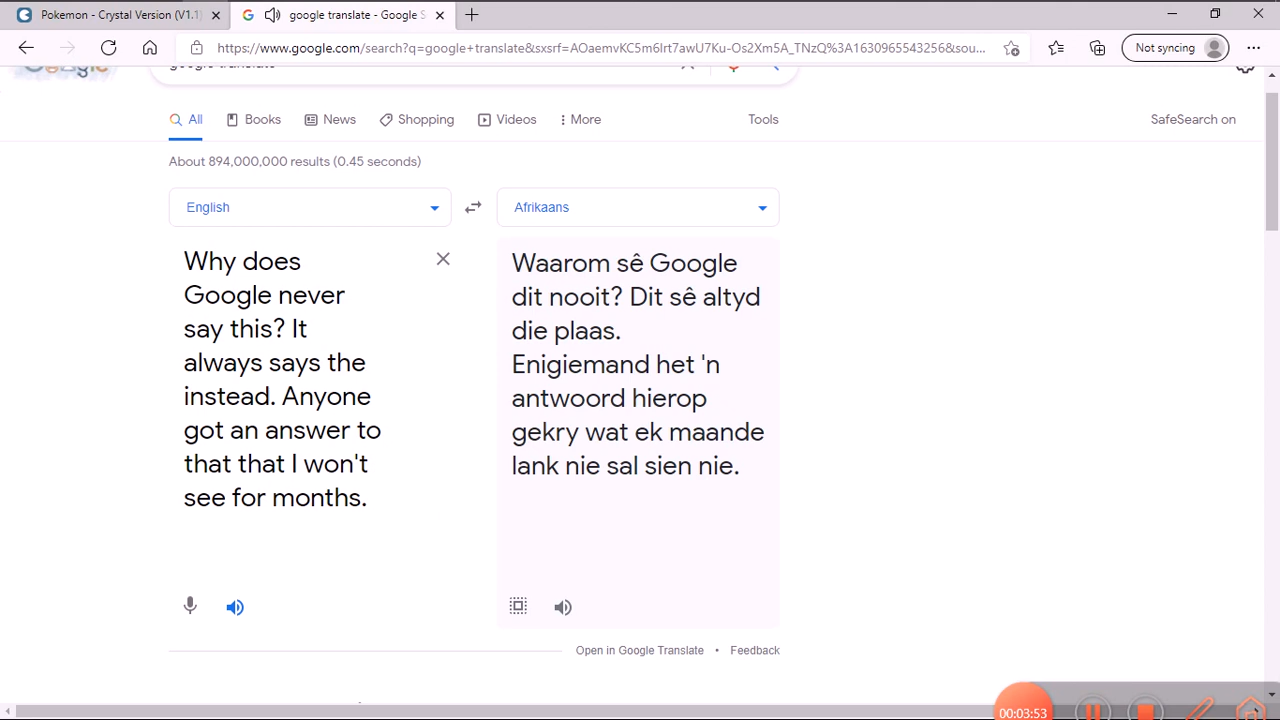 Pokemon - Crystal Version (V1.1)
google translate - Google S
https://www.google.com/search?q=google+translate&sxsrf=AOaemvKC5m6Irt7awU7Ku-Os2Xm5A_TNzQ%3A1630965543256&sou...
Not syncing
Google
google translate
All
Books
News
Shopping
Videos
More
Tools
SafeSearch on
About 894,000,000 results (0.45 seconds)
English
Afrikaans
Why does
Google never
say this? It
always says the
instead. Anyone
got an answer to
that that I won't
see for months.
Waarom sê Google
dit nooit? Dit sê altyd
die plaas.
Enigiemand het 'n
antwoord hierop
gekry wat ek maande
lank nie sal sien nie.
Open in Google Translate • Feedback
00:03:53